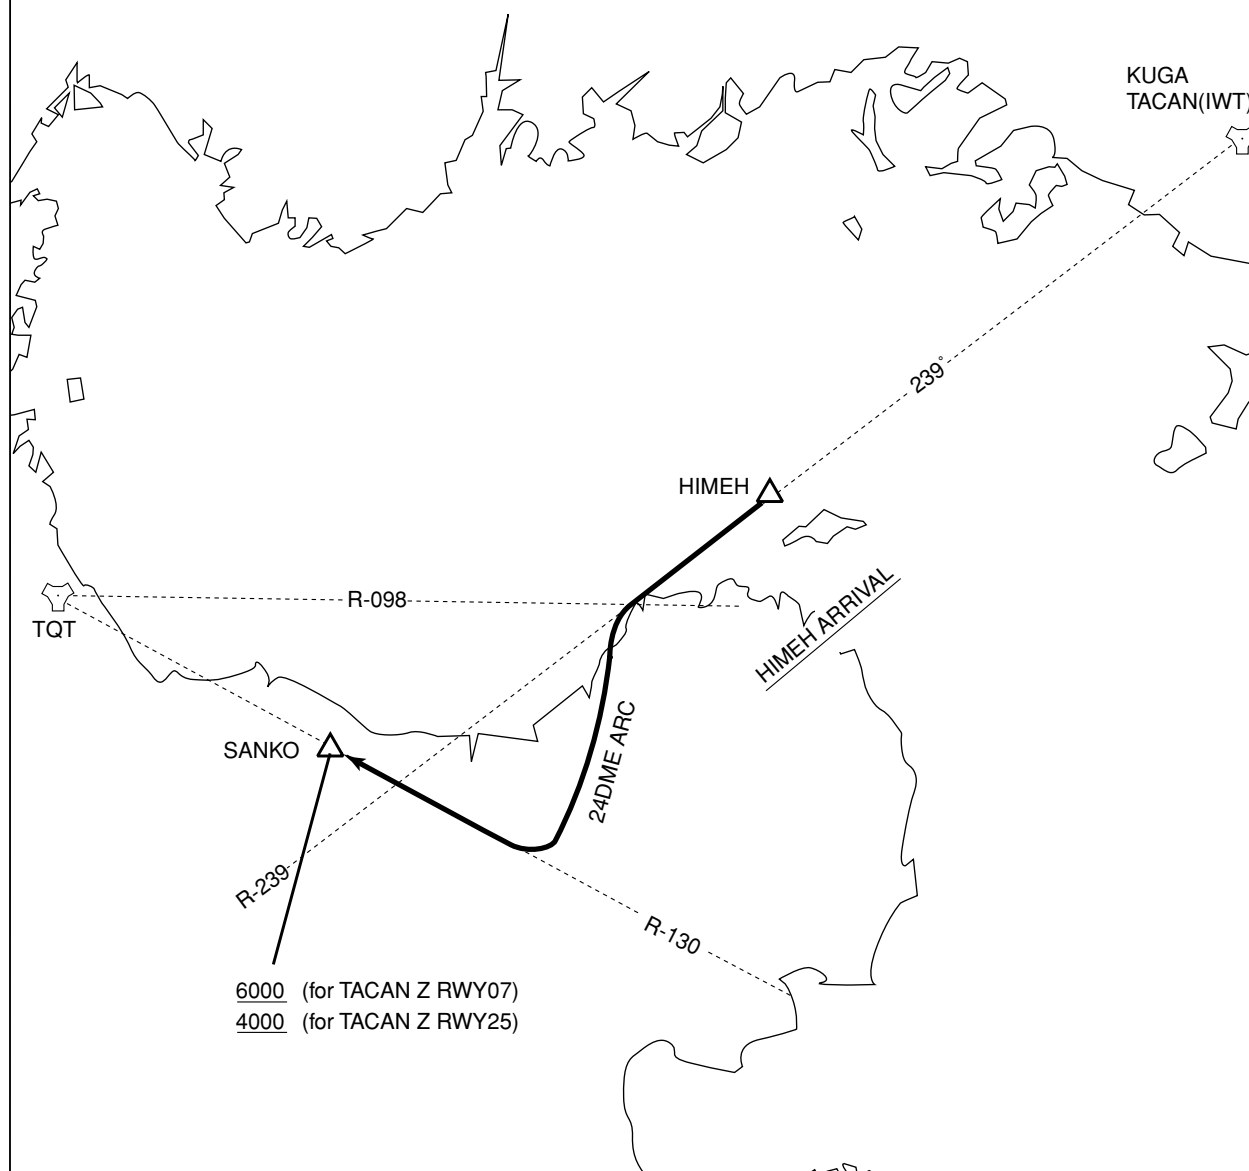 KUGA
TACAN(IWT)
239°
HIMEH
R-098
TQT
HIMEH ARRIVAL
SANKO
24DME ARC
R-239
R-130
6000 (for TACAN Z RWY07)
4000 (for TACAN Z RWY25)